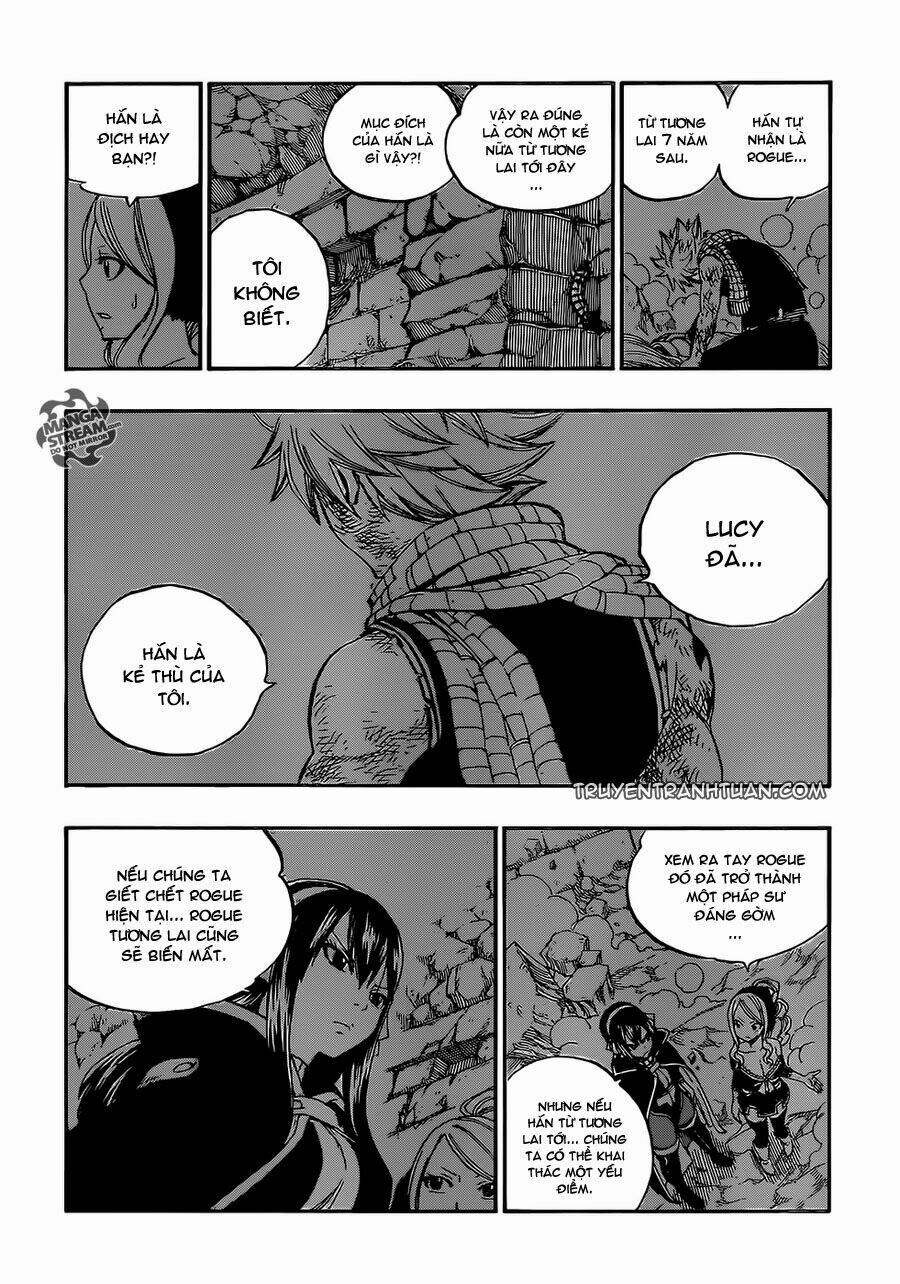 HẮN TỰ
NHẬN LÀ
ROGUE...
TỪ TƯƠNG
LAI 7 NĂM
SAU.
VẬY RA ĐÚNG
LÀ CÒN MỘT KẺ
NỮA TỪ TƯƠNG
LAI TỚI ĐÂY
...
MỤC ĐÍCH
CỦA HẮN LÀ
GÌ VẬY?!
TÔI
KHÔNG
BIẾT.
HẮN LÀ
ĐỊCH HAY
BẠN?!
MANGA
STREAM.com
DO NOT MIRROR
LUCY
ĐÃ...
HẮN LÀ
KẺ THÙ CỦA
TÔI.
TRUYENTRANHTUAN.COM
XEM RA TAY ROGUE
ĐÓ ĐÃ TRỞ THÀNH
MỘT PHÁP SƯ
ĐÁNG GỜM
...
NHƯNG NẾU
HẮN TỪ TƯƠNG
LAI TỚI... CHÚNG
TA CÓ THỂ KHAI
THÁC MỘT YẾU
ĐIỂM.
NẾU CHÚNG TA
GIẾT CHẾT ROGUE
HIỆN TẠI... ROGUE
TƯƠNG LAI CŨNG
SẼ BIẾN MẤT.